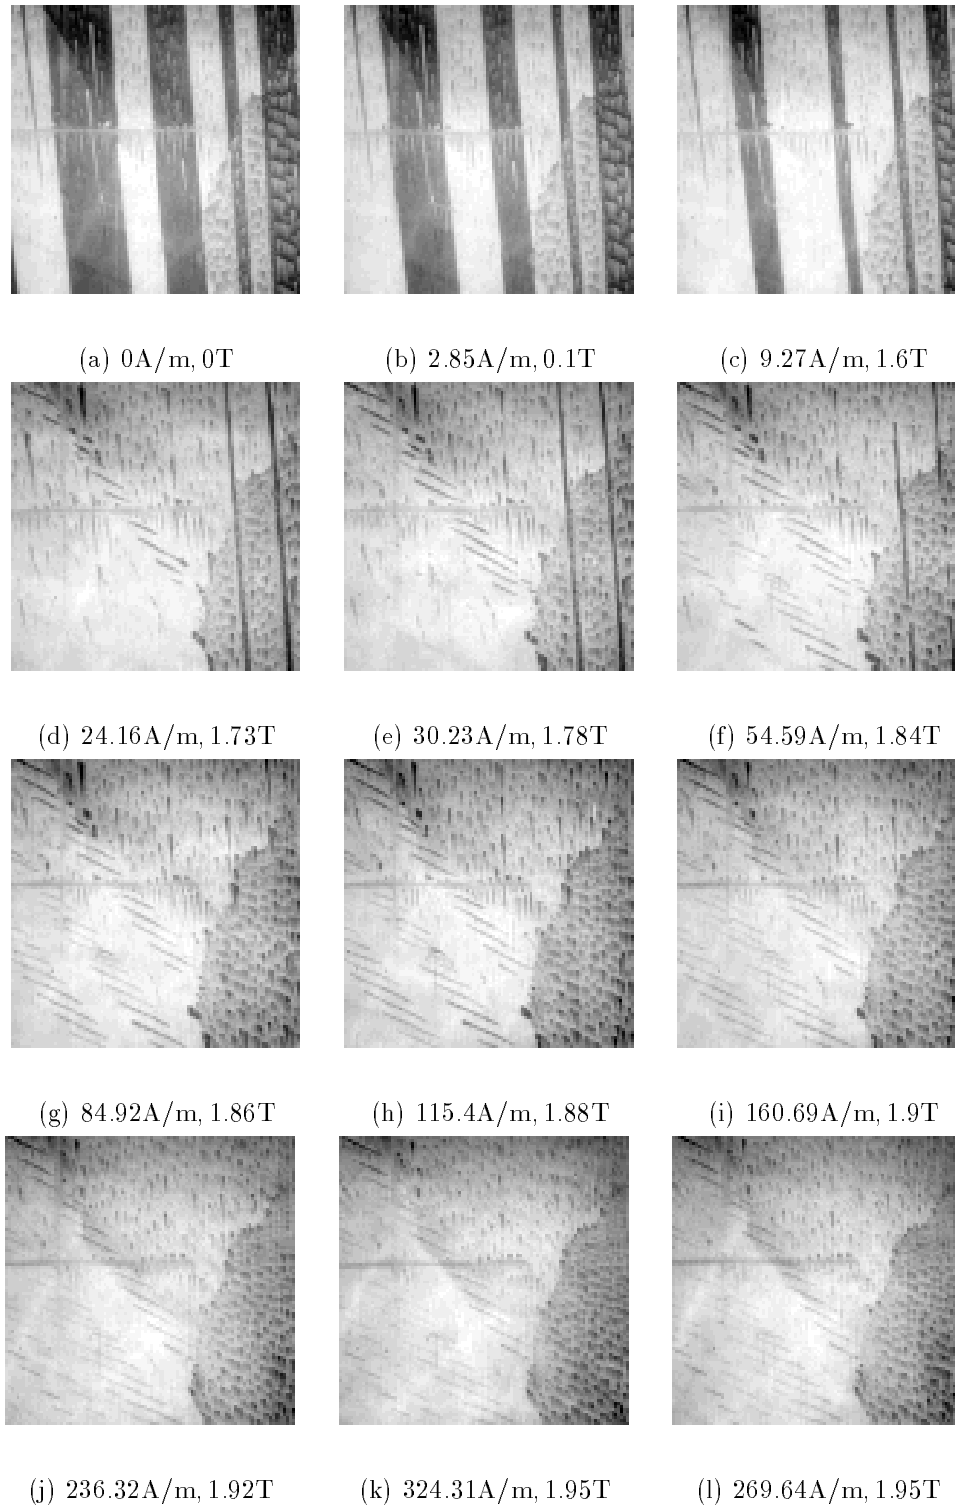 (a) 0A/m, 0T
(b) 2.85A/m, 0.1T
(c) 9.27A/m, 1.6T
(d) 24.16A/m, 1.73T
(e) 30.23A/m, 1.78T
(f) 54.59A/m, 1.84T
(g) 84.92A/m, 1.86T
(h) 115.4A/m, 1.88T
(i) 160.69A/m, 1.9T
(j) 236.32A/m, 1.92T
(k) 324.31A/m, 1.95T
(l) 269.64A/m, 1.95T